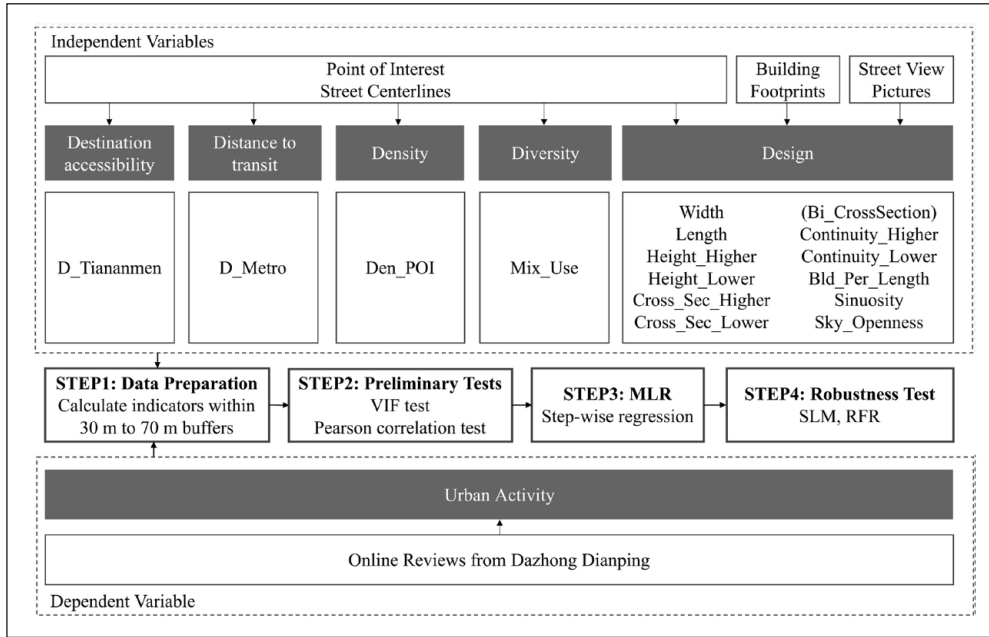 Independent Variables
Point of Interest
Street Centerlines
Building
Footprints
Street View
Pictures
Destination
accessibility
Distance to
transit
Density
Diversity
Design
D_Tiananmen
D_Metro
Den_POI
Mix_Use
Width
Length
Height_Higher
Height_Lower
Cross_Sec_Higher
Cross_Sec_Lower
(Bi_CrossSection)
Continuity_Higher
Continuity_Lower
Bld_Per_Length
Sinuosity
Sky_Openness
STEP1: Data Preparation
Calculate indicators within
30 m to 70 m buffers
STEP2: Preliminary Tests
VIF test
Pearson correlation test
STEP3: MLR
Step-wise regression
STEP4: Robustness Test
SLM, RFR
Urban Activity
Online Reviews from Dazhong Dianping
Dependent Variable